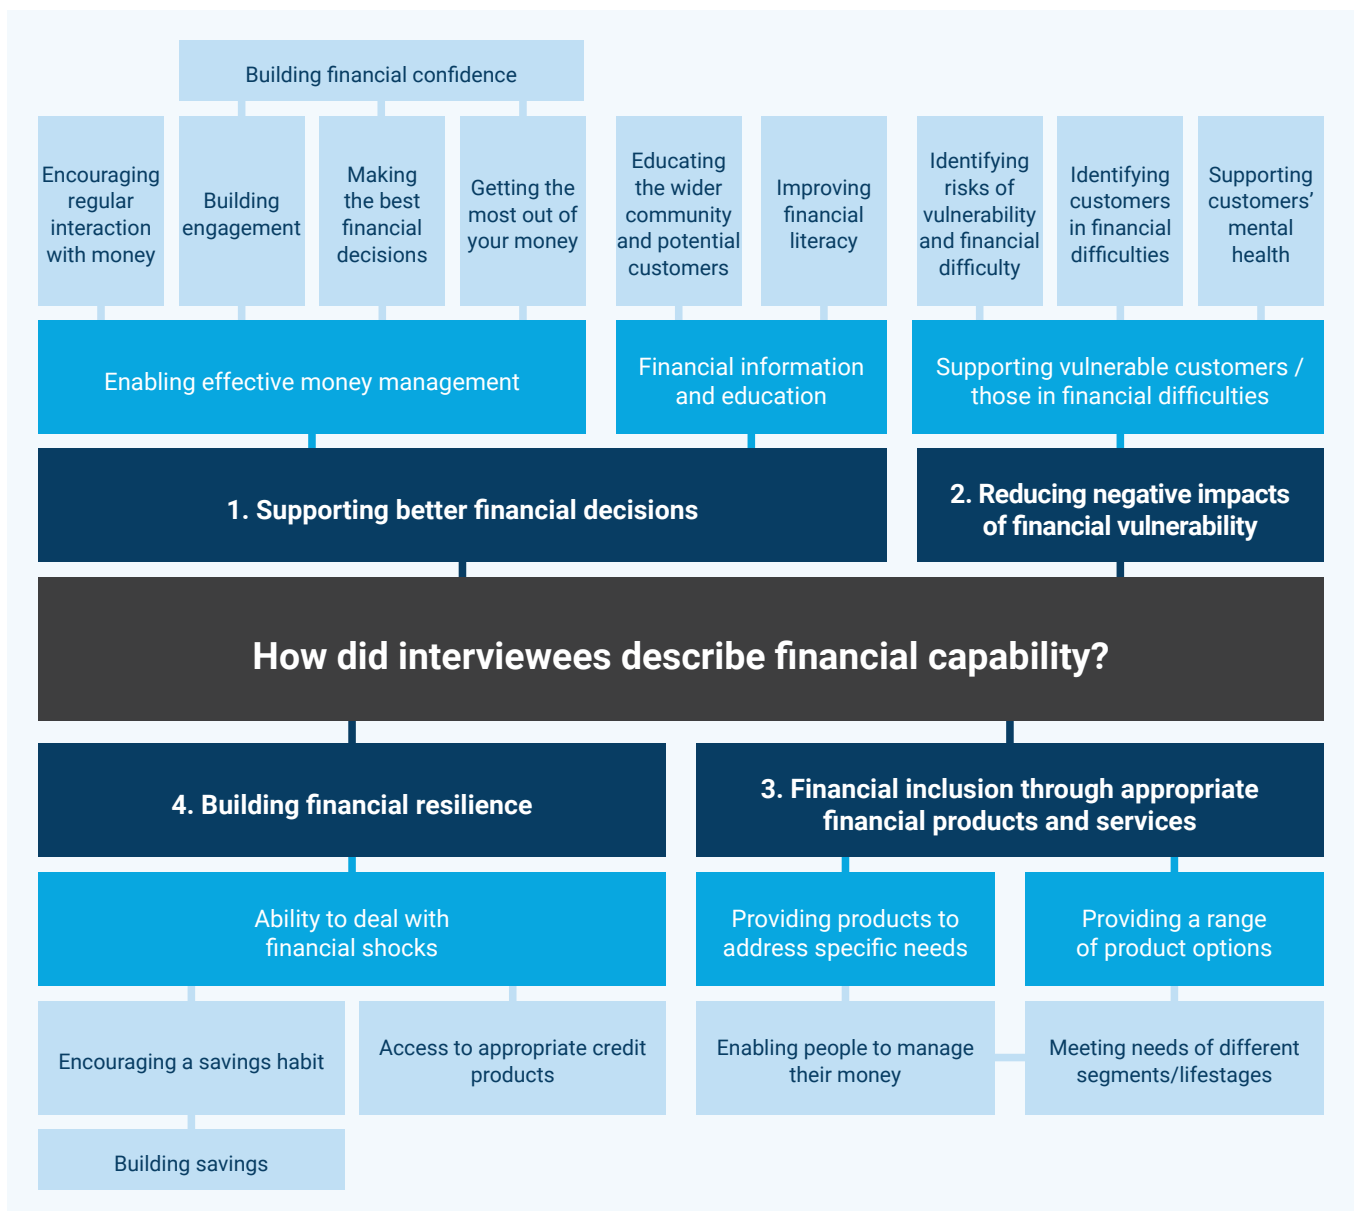 Building financial confidence
Encouraging
regular
interaction
with money
Building
engagement
Making
the best
financial
decisions
Getting the
most out of
your money
Educating
the wider
community
and potential
customers
Improving
financial
literacy
Identifying
risks of
vulnerability
and financial
difficulty
Identifying
customers
in financial
difficulties
Supporting
customers’
mental
health
Enabling effective money management
Financial information
and education
Supporting vulnerable customers /
those in financial difficulties
1. Supporting better financial decisions
2. Reducing negative impacts
of financial vulnerability
How did interviewees describe financial capability?
4. Building financial resilience
3. Financial inclusion through appropriate
financial products and services
Ability to deal with
financial shocks
Providing products to
address specific needs
Providing a range
of product options
Encouraging a savings habit
Access to appropriate credit
products
Enabling people to manage
their money
Meeting needs of different
segments/lifestages
Building savings